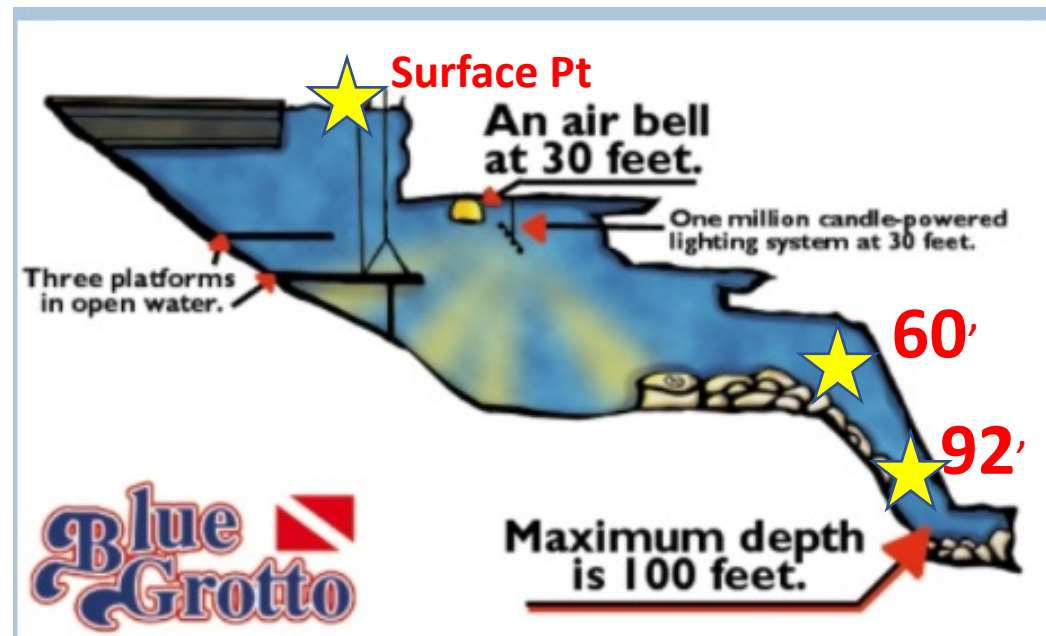 Surface Pt
An air bell
at 30 feet.
One million candle-powered
lighting system at 30 feet.
Three platforms
in open water.
60’
92’
Maximum depth
is 100 feet.
Blue
Grotto